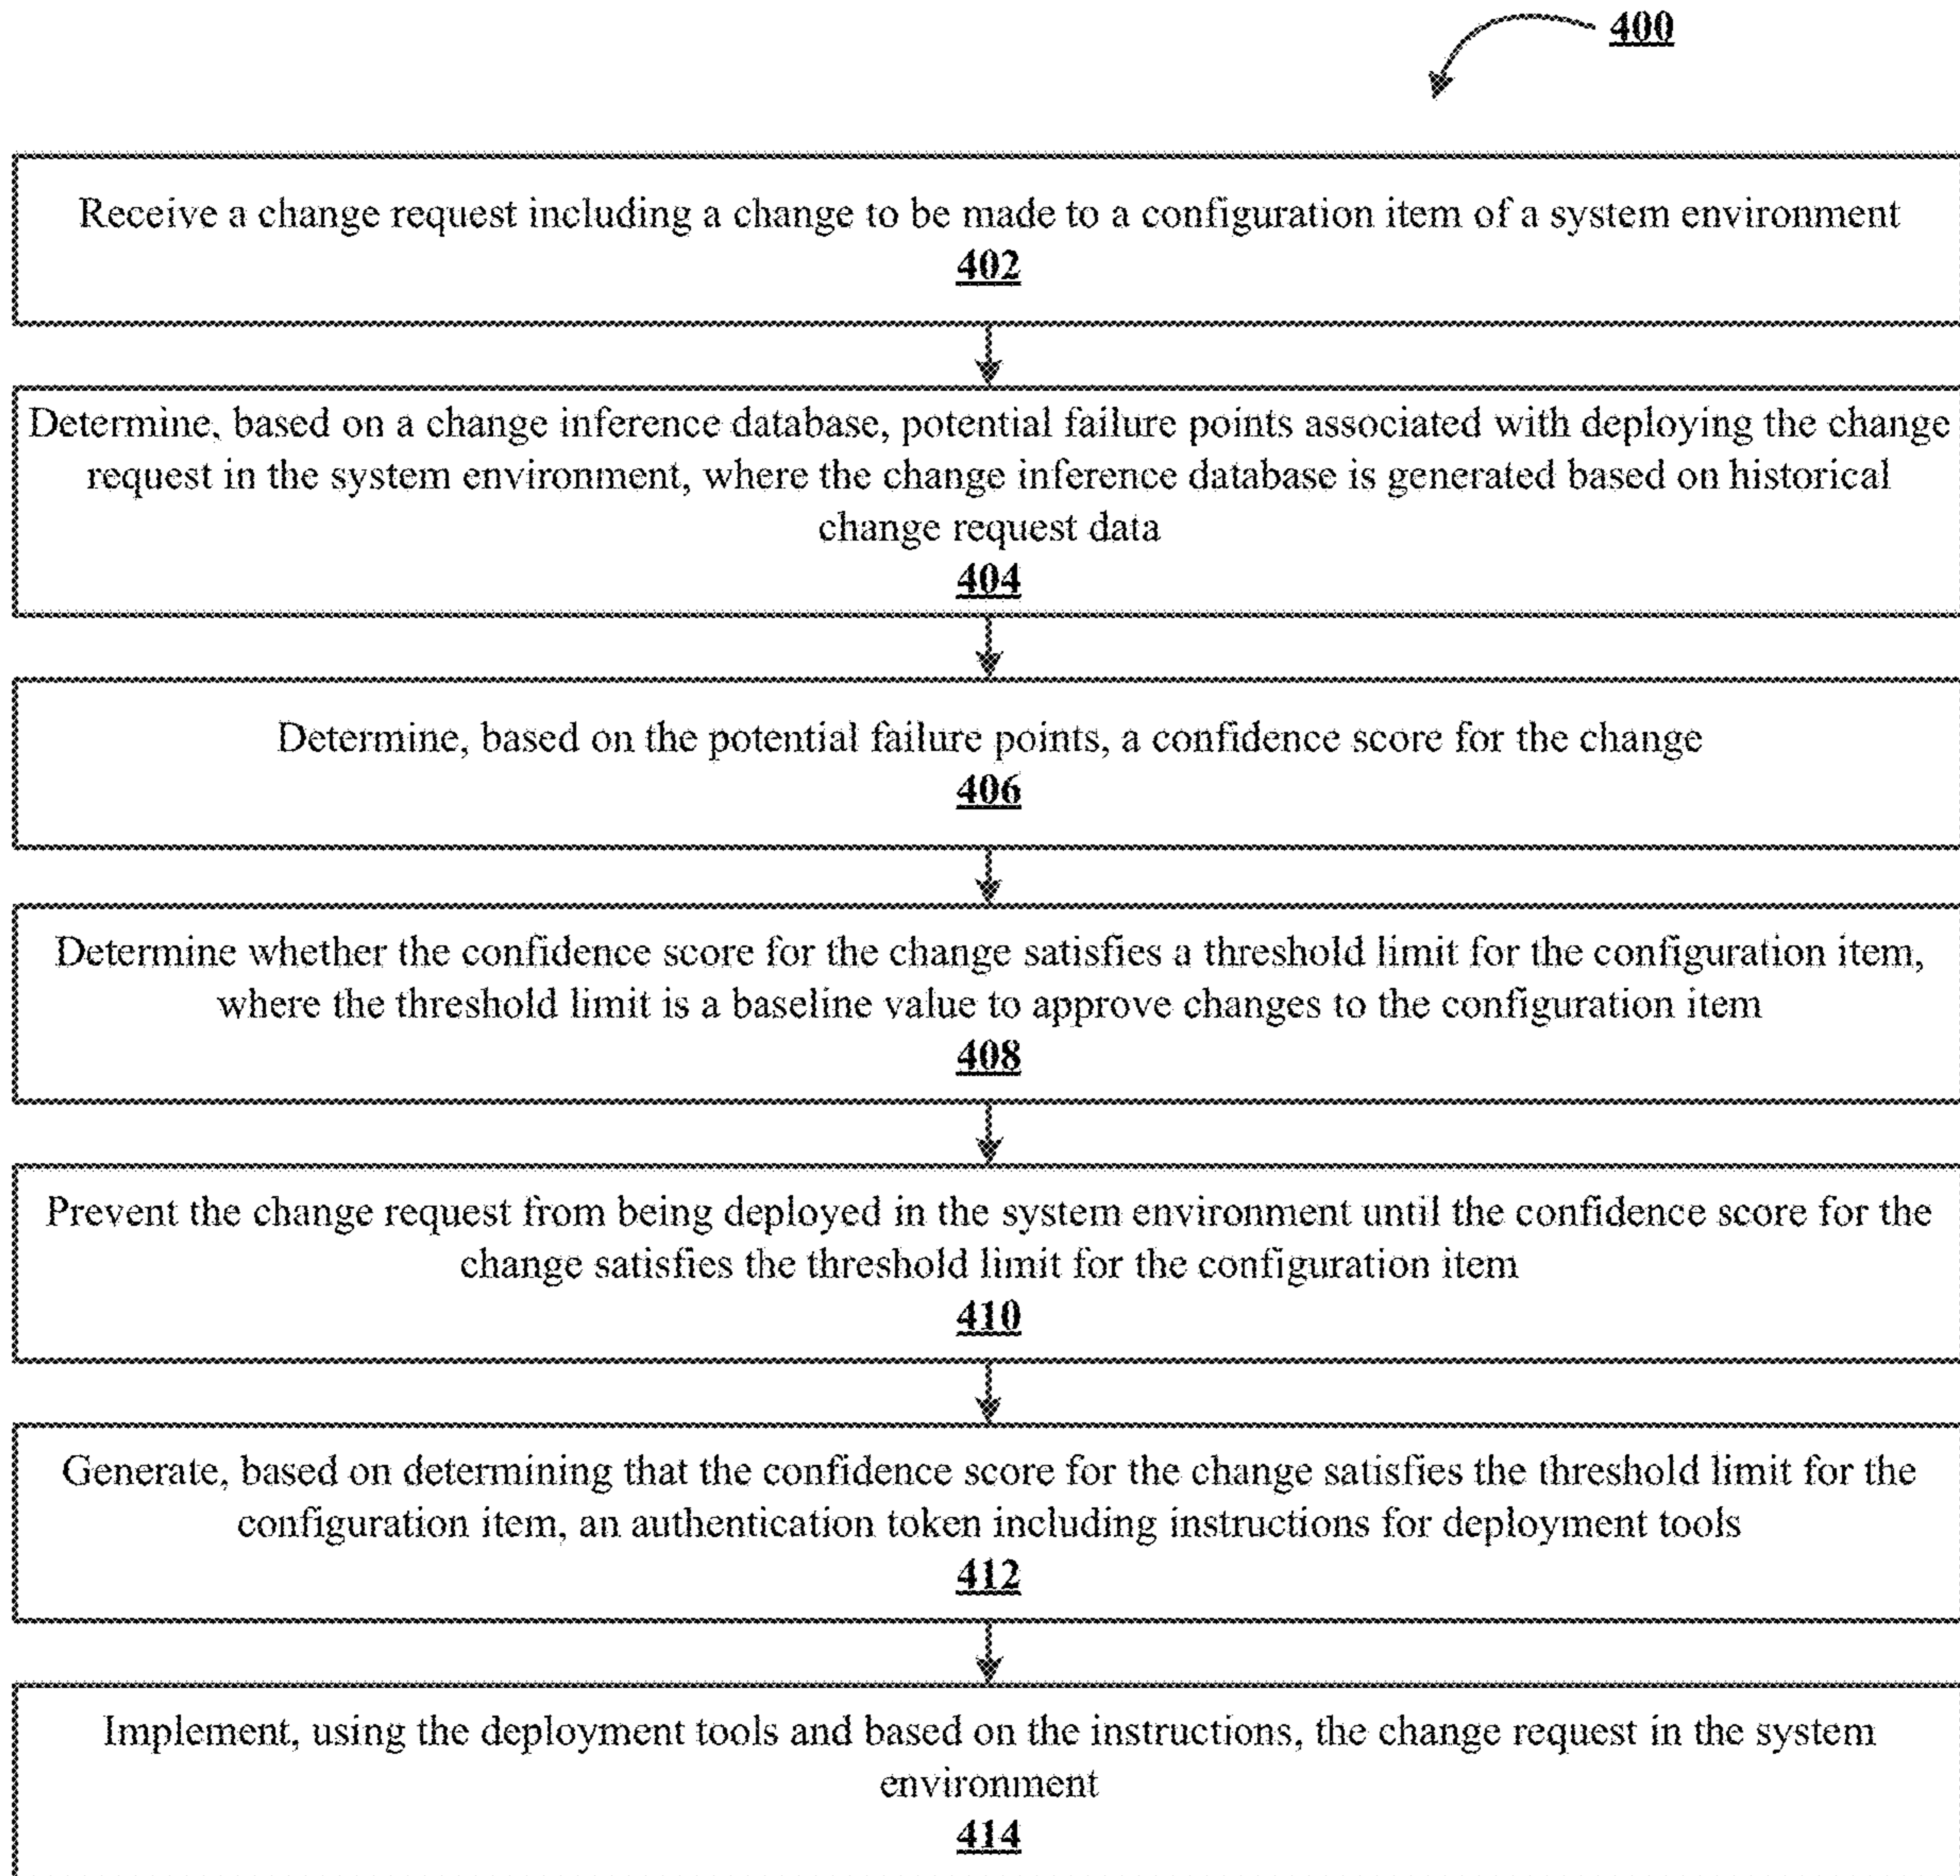 400
Receive a change request including a change to be made to a configuration item of a system environment
402
Determine, based on a change inference database, potential failure points associated with deploying the change
request in the system environment, where the change inference database is generated based on historical
change request data
404
Determine, based on the potential failure points, a confidence score for the change
406
Determine whether the confidence score for the change satisfies a threshold limit for the configuration item,
where the threshold limit is a baseline value to approve changes to the configuration item
408
Prevent the change request from being deployed in the system environment until the confidence score for the
change satisfies the threshold limit for the configuration item
410
Generate, based on determining that the confidence score for the change satisfies the threshold limit for the
configuration item, an authentication token including instructions for deployment tools
412
Implement, using the deployment tools and based on the instructions, the change request in the system
environment
414